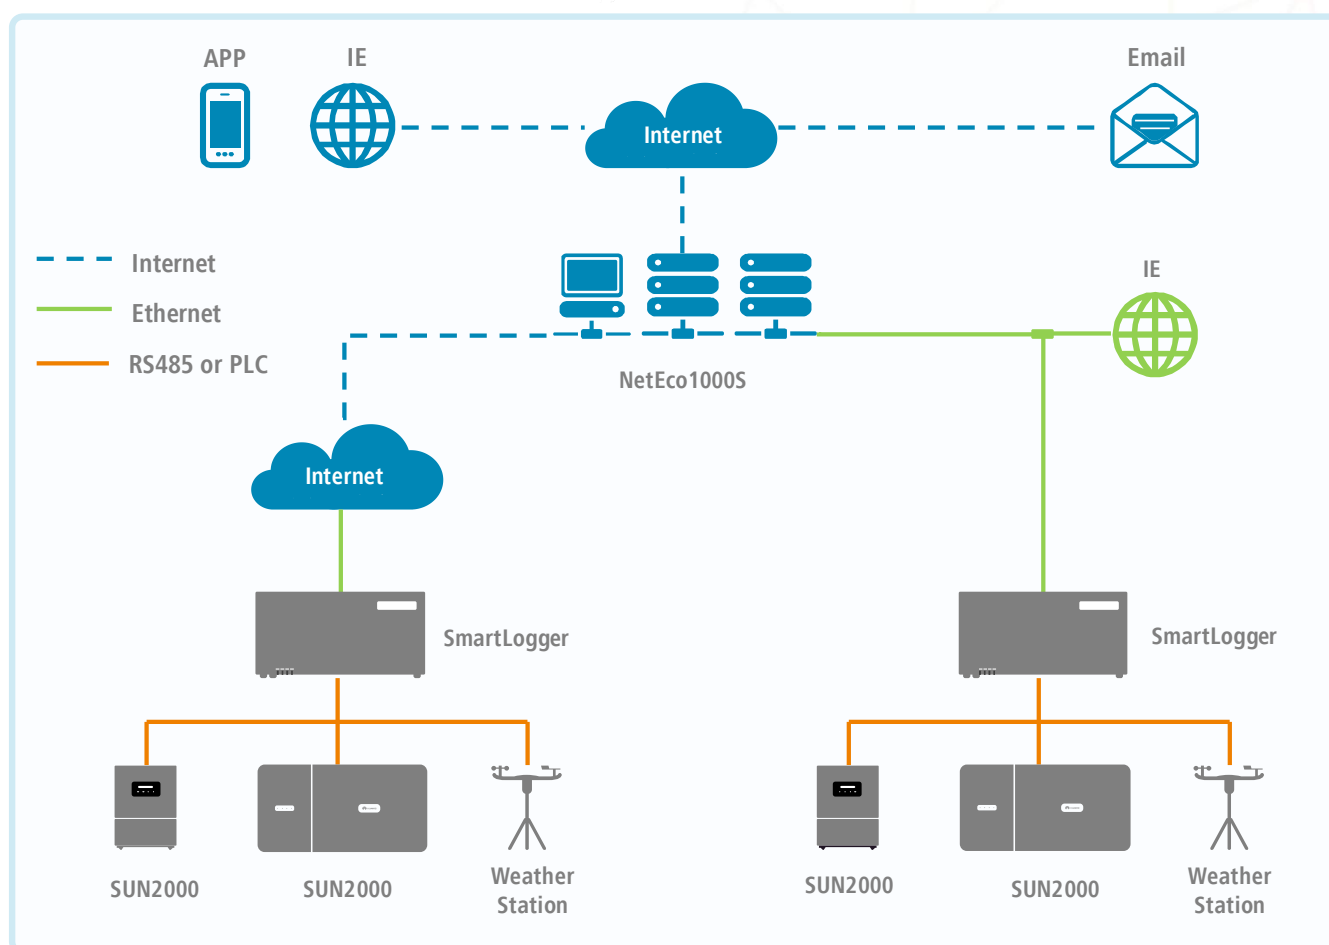 APP
IE
Email
Internet
Internet
Ethernet
RS485 or PLC
IE
NetEco1000S
Internet
SmartLogger
SmartLogger
SUN2000
SUN2000
Weather
Station
SUN2000
SUN2000
Weather
Station